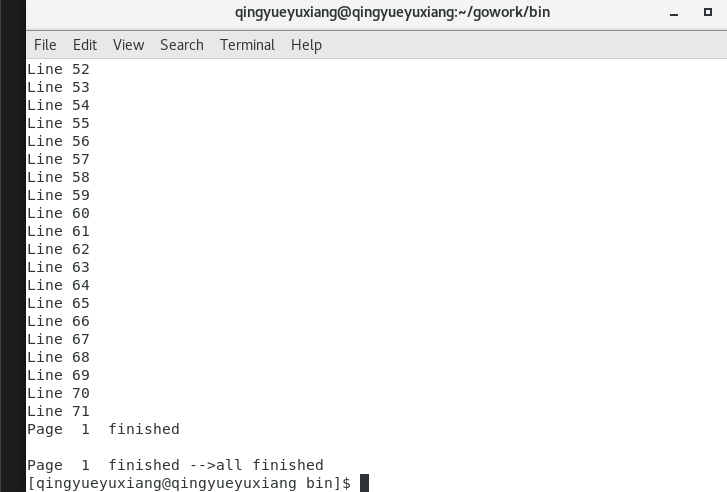 qingyueyuxiang@qingyueyuxiang:~/gowork/bin
File Edit View Search Terminal Help
Line 52
Line 53
Line 54
Line 55
Line 56
Line 57
Line 58
Line 59
Line 60
Line 61
Line 62
Line 63
Line 64
Line 65
Line 66
Line 67
Line 68
Line 69
Line 70
Line 71
Page  1  finished
Page  1  finished -->all finished
[qingyueyuxiang@qingyueyuxiang bin]$